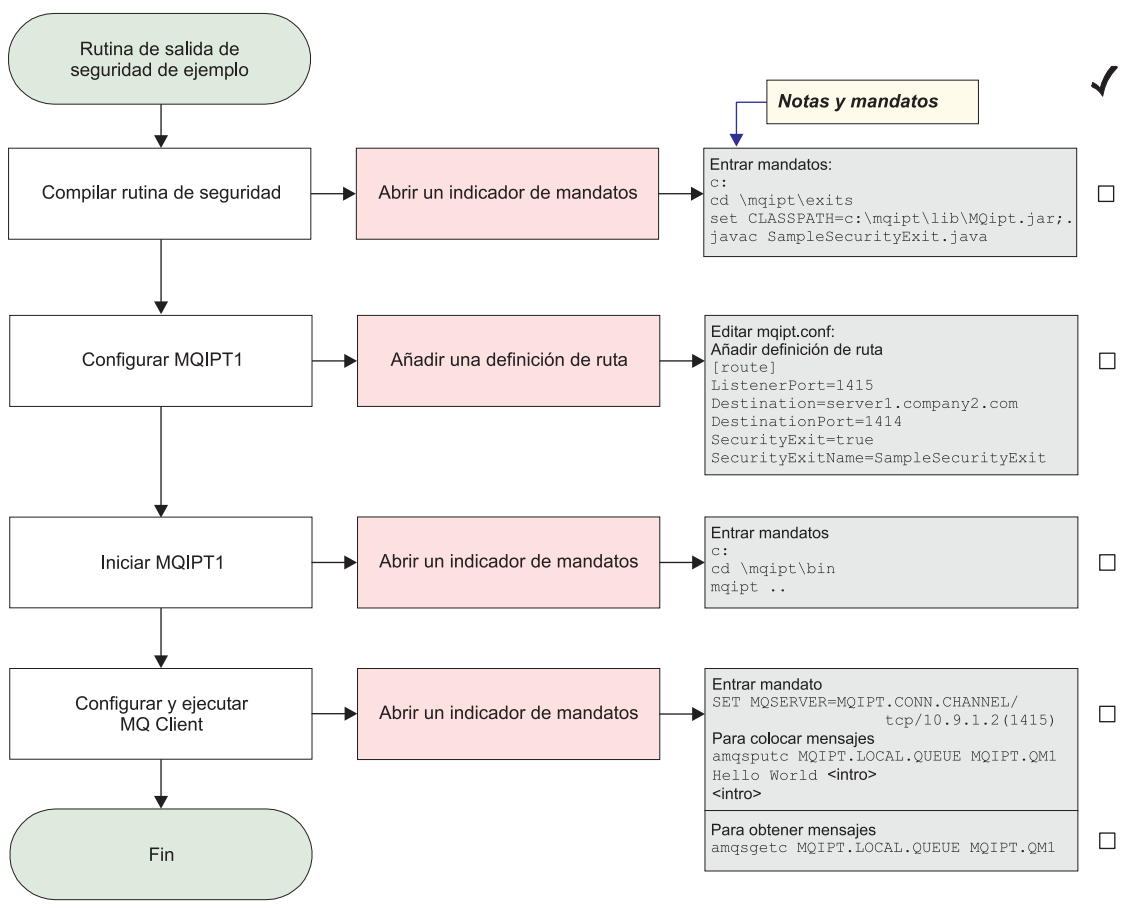 Rutina de salida de
seguridad de ejemplo
Notas y mandatos
Compilar rutina de seguridad
Abrir un indicador de mandatos
Entrar mandatos:
c:
cd \mqipt\exits
set CLASSPATH=c:\mqipt\lib\MQipt.jar;.
javac SampleSecurityExit.java
Configurar MQIPT1
Añadir una definición de ruta
Editar mqipt.conf:
Añadir definición de ruta
[route]
ListenerPort=1415
Destination=server1.company2.com
DestinationPort=1414
SecurityExit=true
SecurityExitName=SampleSecurityExit
Iniciar MQIPT1
Abrir un indicador de mandatos
Entrar mandatos
c:
cd \mqipt\bin
mqipt ..
Configurar y ejecutar
MQ Client
Abrir un indicador de mandatos
Entrar mandato
SET MQSERVER=MQIPT.CONN.CHANNEL/
tcp/10.9.1.2(1415)
Para colocar mensajes
amqsputc MQIPT.LOCAL.QUEUE MQIPT.QM1
Hello World <intro>
<intro>
Para obtener mensajes
amqsgetc MQIPT.LOCAL.QUEUE MQIPT.QM1
Fin